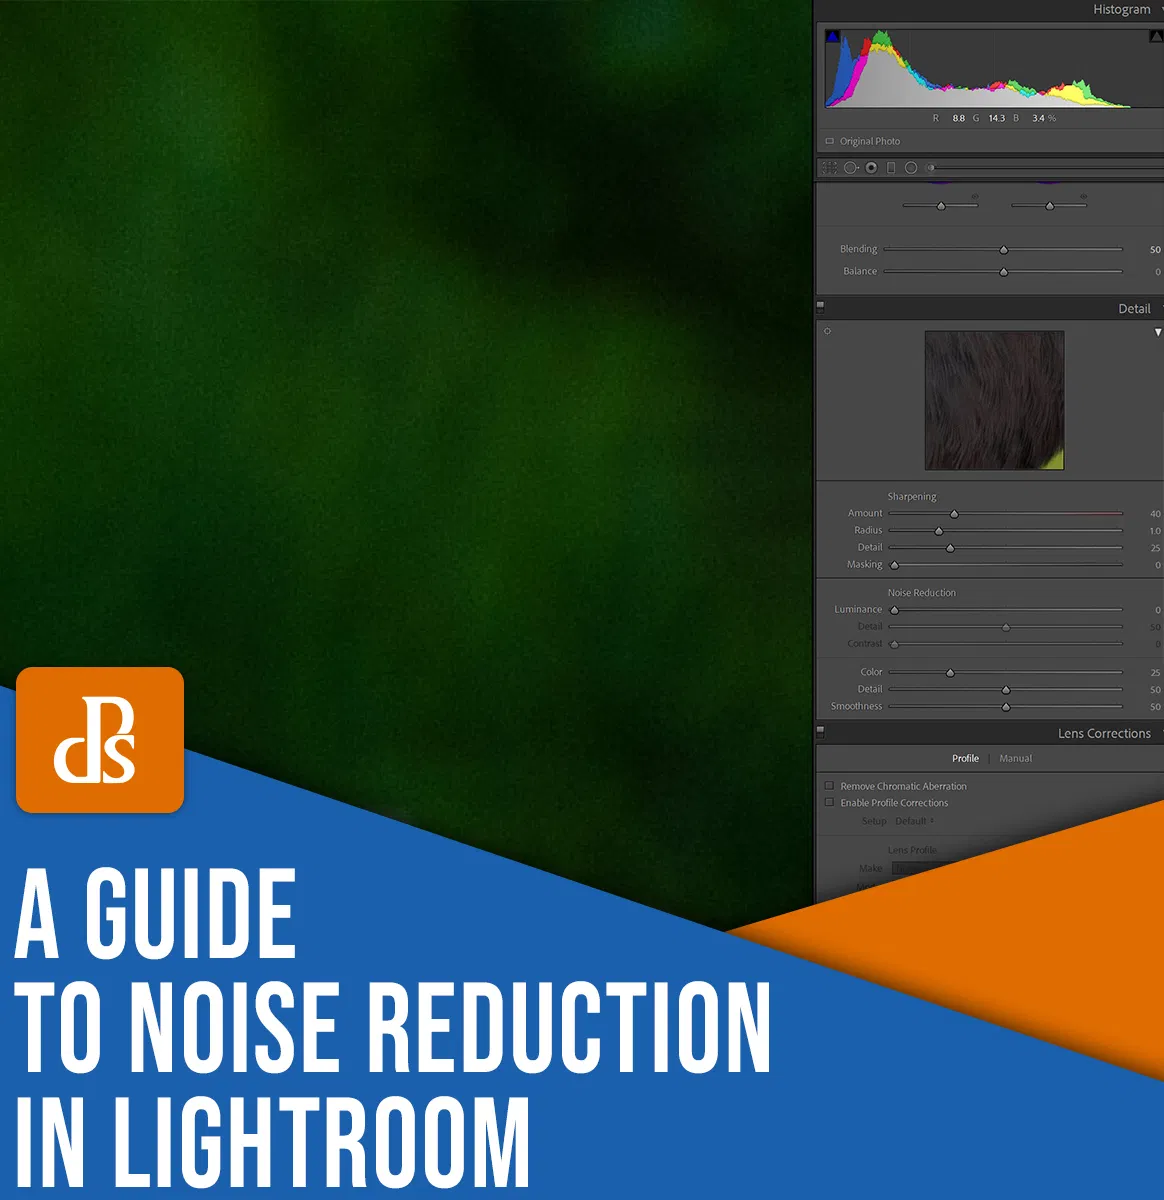 Histogram
R 8.8 G 14.3 B 3.4 %
Original Photo
Blending 50
Balance 0
Detail
Sharpening
Amount 40
Radius 1.0
Detail 25
Masking 0
Noise Reduction
Luminance 0
Detail 50
Contrast 0
Color 25
Detail 50
Smoothness 50
Lens Corrections
Profile | Manual
Remove Chromatic Aberration
Enable Profile Corrections
Setup Default
Lens Profile
Make
dPs
A GUIDE
TO NOISE REDUCTION
IN LIGHTROOM